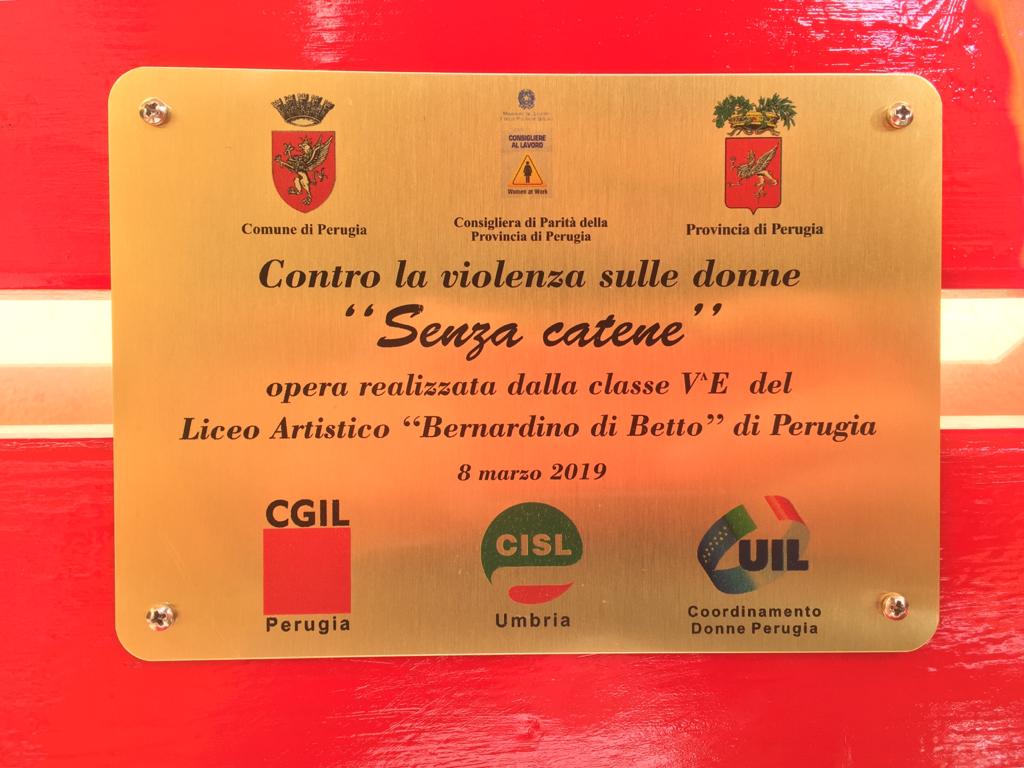 Comune di Perugia
CONSIGLIERE
AL LAVORO
Women at Work
Consigliera di Parità della
Provincia di Perugia
Provincia di Perugia
Contro la violenza sulle donne
“Senza catene”
opera realizzata dalla classe V^E del
Liceo Artistico “Bernardino di Betto” di Perugia
8 marzo 2019
CGIL
Perugia
CISL
Umbria
UIL
Coordinamento
Donne Perugia